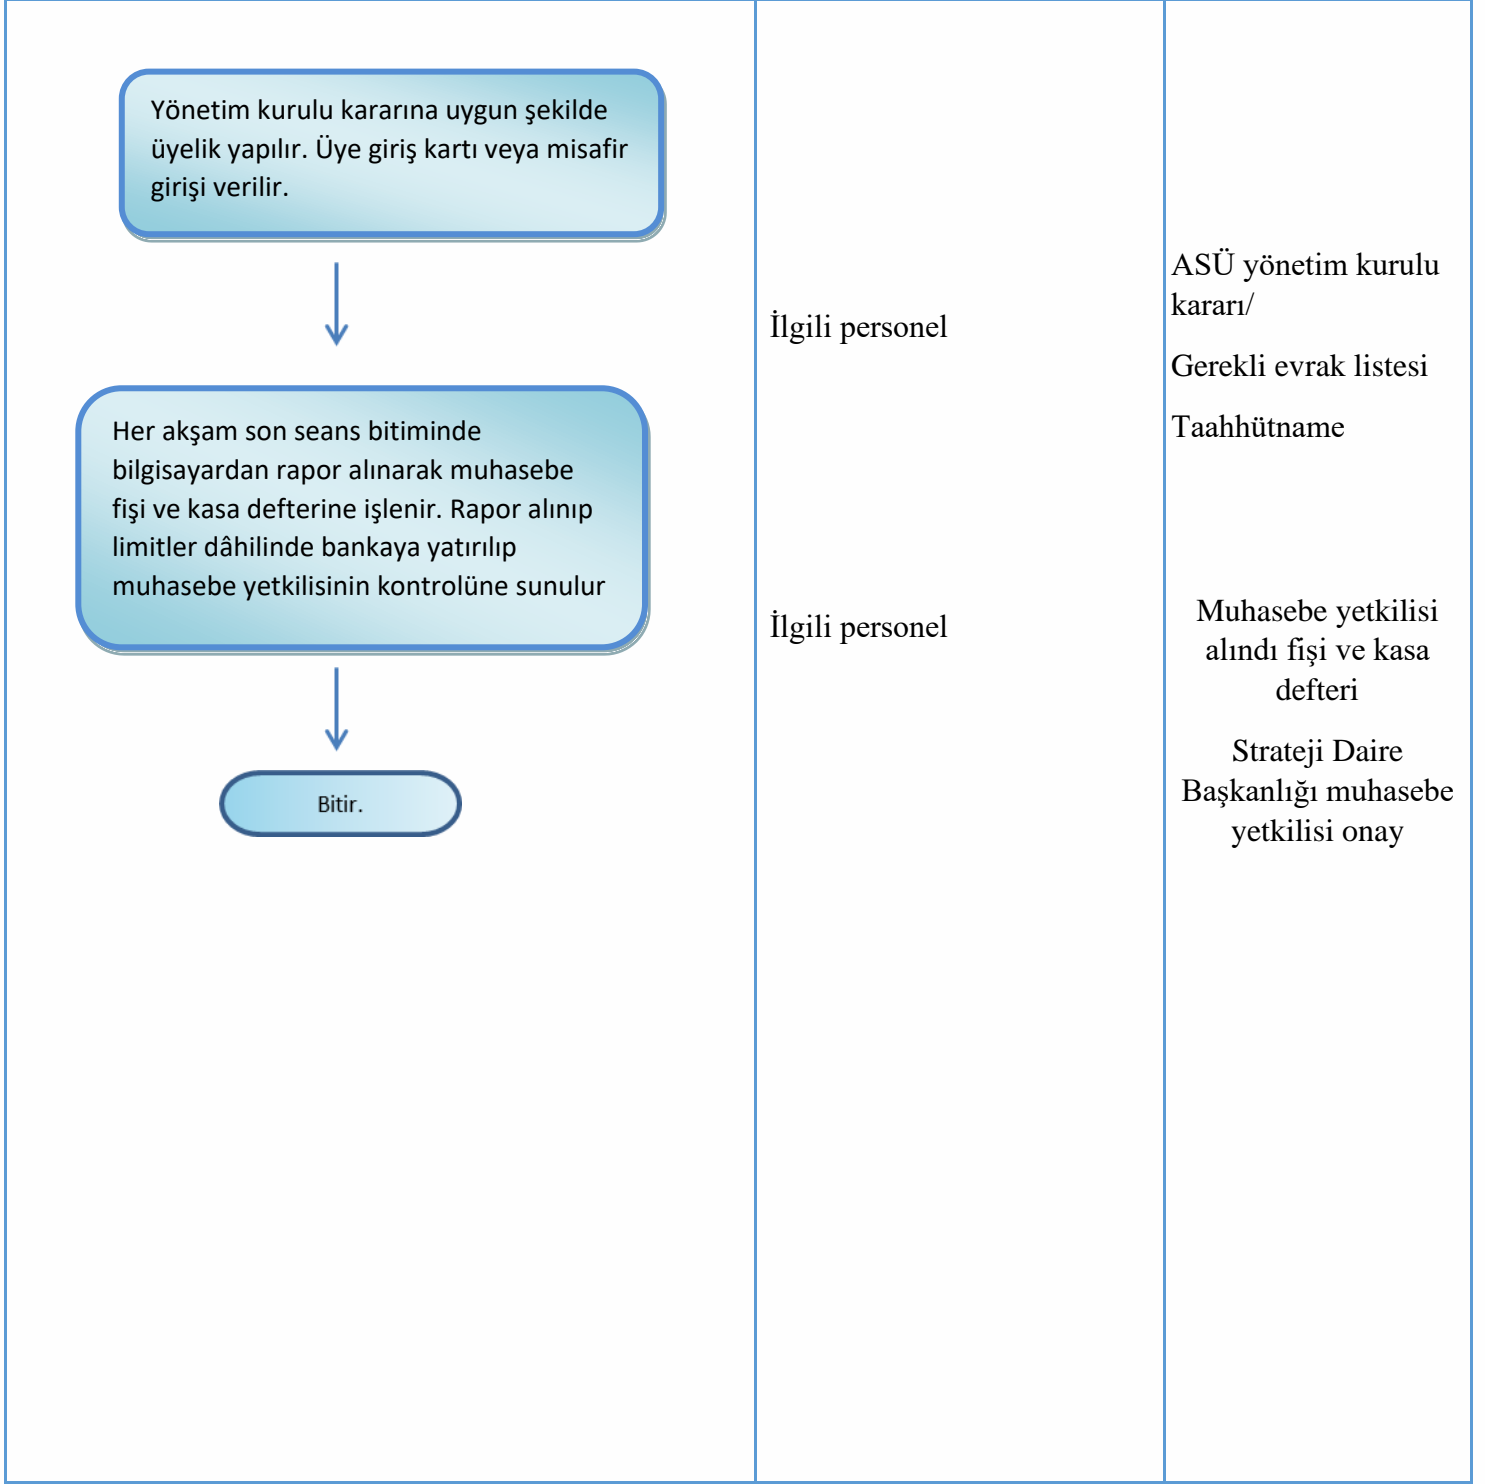 Yönetim kurulu kararına uygun şekilde
üyelik yapılır. Üye giriş kartı veya misafir
girişi verilir.
Her akşam son seans bitiminde
bilgisayardan rapor alınarak muhasebe
fişi ve kasa defterine işlenir. Rapor alınıp
limitler dâhilinde bankaya yatırılıp
muhasebe yetkilisinin kontrolüne sunulur
Bitir.
İlgili personel
İlgili personel
ASÜ yönetim kurulu
kararı/
Gerekli evrak listesi
Taahhütname
Muhasebe yetkilisi
alındı fişi ve kasa
defteri
Strateji Daire
Başkanlığı muhasebe
yetkilisi onay